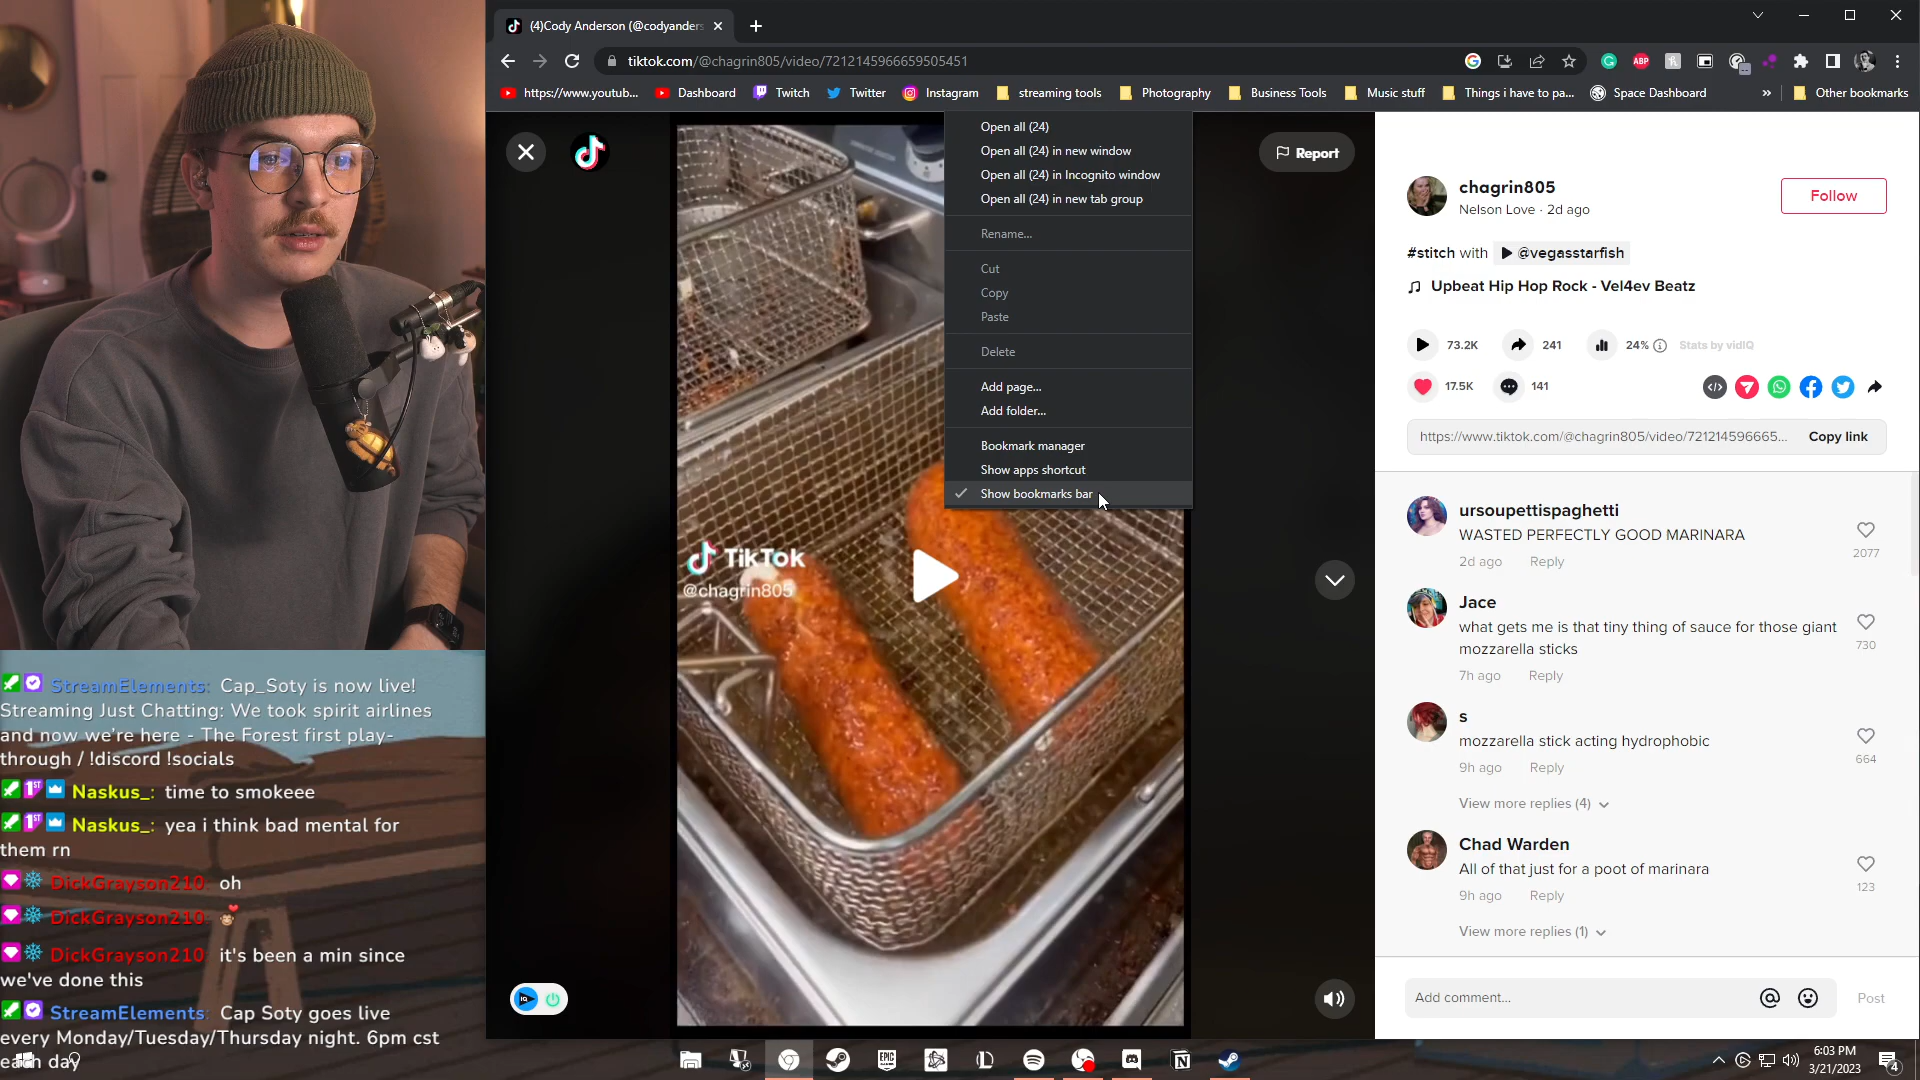 (4)Cody Anderson (@codyanders
tiktok.com/@chagrin805/video/7212145966659505451
ABP
https://www.youtub...
Dashboard
Twitch
Twitter
Instagram
streaming tools
Photography
Business Tools
Music stuff
Things i have to pa...
Space Dashboard
»
Other bookmarks
Open all (24)
Open all (24) in new window
Open all (24) in Incognito window
Open all (24) in new tab group
Rename...
Cut
Copy
Paste
Delete
Add page...
Add folder...
Bookmark manager
Show apps shortcut
Show bookmarks bar
Report
TikTok
@chagrin805
chagrin805
Nelson Love · 2d ago
Follow
#stitch with @vegasstarfish
Upbeat Hip Hop Rock - Vel4ev Beatz
73.2K
241
24%
Stats by vidIQ
17.5K
141
https://www.tiktok.com/@chagrin805/video/721214596665...
Copy link
ursoupettispaghetti
WASTED PERFECTLY GOOD MARINARA
2d ago Reply
2077
Jace
what gets me is that tiny thing of sauce for those giant
mozzarella sticks
7h ago Reply
730
s
mozzarella stick acting hydrophobic
9h ago Reply
664
View more replies (4)
Chad Warden
All of that just for a poot of marinara
9h ago Reply
123
View more replies (1)
Add comment...
Post
StreamElements: Cap_Soty is now live!
Streaming Just Chatting: We took spirit airlines
and now we're here - The Forest first play-
through / !discord !socials
Naskus_: time to smokeee
Naskus_: yea i think bad mental for
them rn
DickGrayson210: oh
DickGrayson210:
DickGrayson210: it's been a min since
we've done this
StreamElements: Cap Soty goes live
every Monday/Tuesday/Thursday night. 6pm cst
each day
IQ
EPIC
6:03 PM
3/21/2023
4